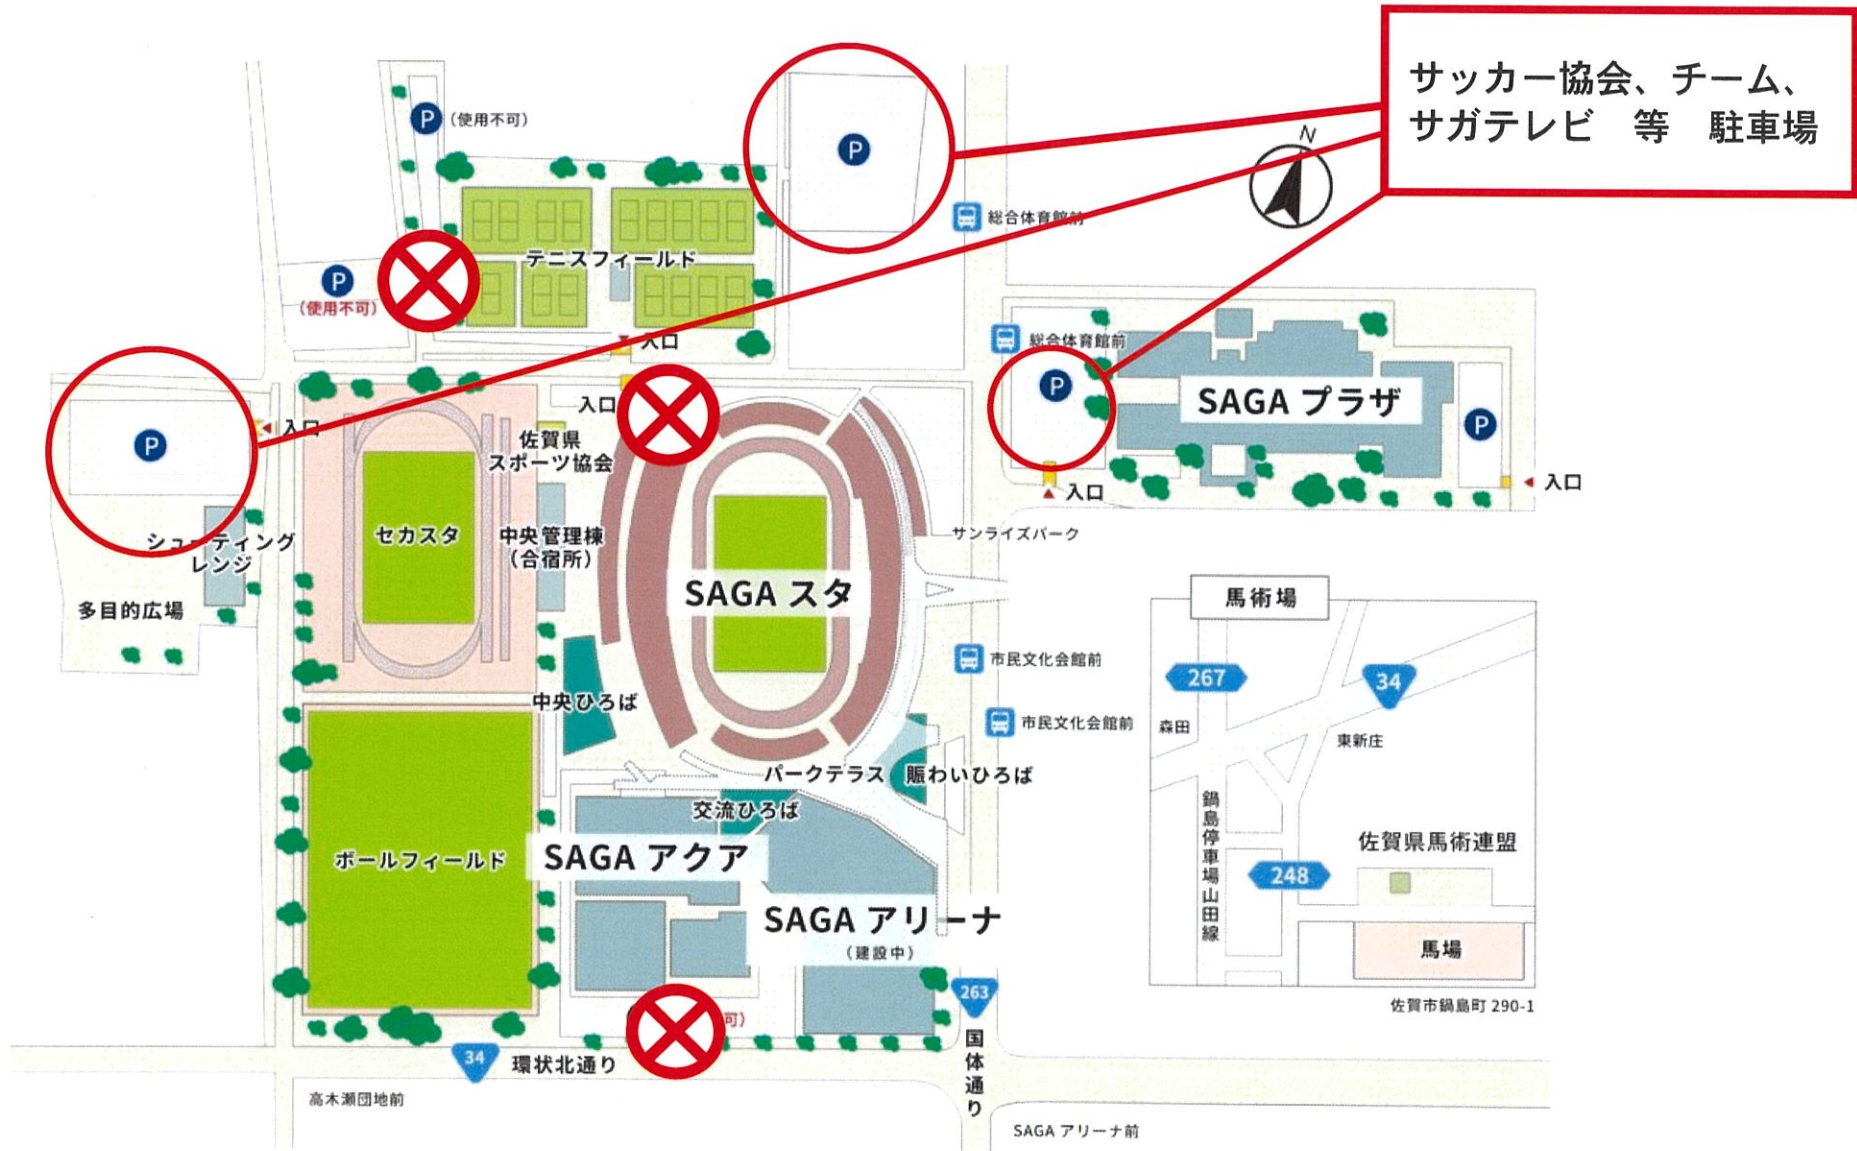 サッカー協会、チーム、
サガテレビ 等 駐車場
N
P
(使用不可)
P
総合体育館前
テニスフィールド
P
(使用不可)
入口
総合体育館前
P
SAGA プラザ
P
入口
入口
P
入口
入口
佐賀県
スポーツ協会
セカスタ
中央管理棟
(合宿所)
シューティング
レンジ
多目的広場
SAGA スタ
サンライズパーク
馬術場
市民文化会館前
267
34
中央ひろば
市民文化会館前
森田
東新庄
パークテラス
賑わいひろば
交流ひろば
鍋島停車場山田線
ボールフィールド
SAGA アクア
佐賀県馬術連盟
248
SAGA アリーナ
(建設中)
馬場
263
佐賀市鍋島町 290-1
可)
34
環状北通り
国体通り
高木瀬団地前
SAGA アリーナ前